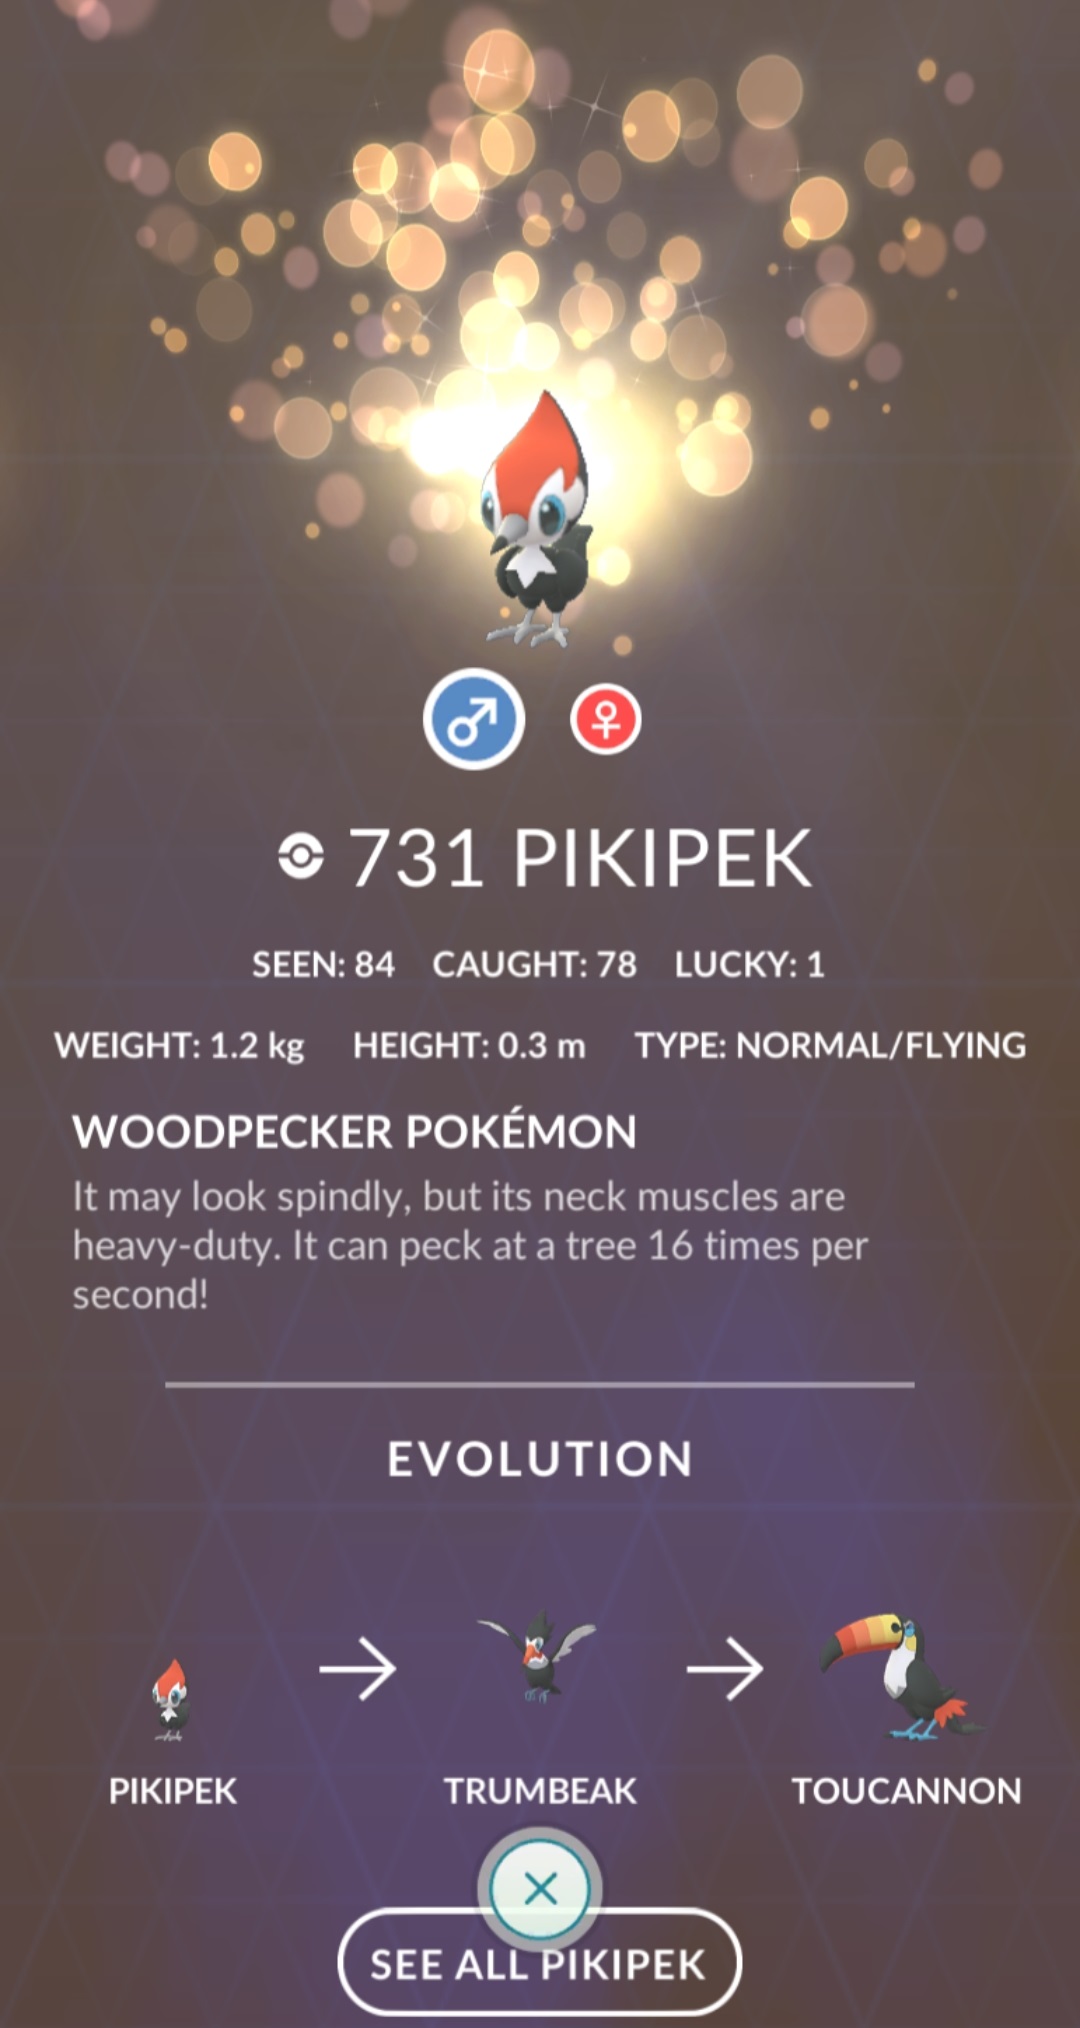 731 PIKIPEK
SEEN: 84 CAUGHT: 78 LUCKY: 1
WEIGHT: 1.2 kg HEIGHT: 0.3 m TYPE: NORMAL/FLYING
WOODPECKER POKÉMON
It may look spindly, but its neck muscles are
heavy-duty. It can peck at a tree 16 times per
second!
EVOLUTION
PIKIPEK TRUMBEAK TOUCANNON
SEE ALL PIKIPEK